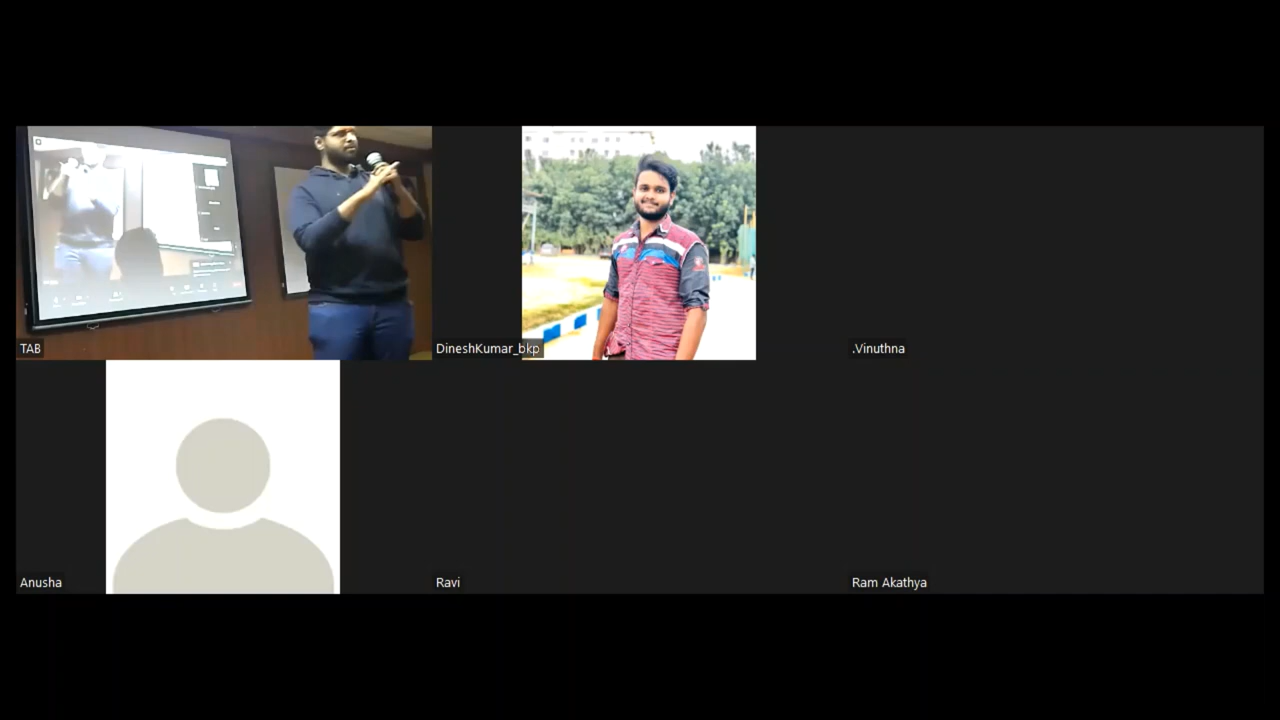 TAB
DineshKumar_bkp
.Vinuthna
Anusha
Ravi
Ram Akathya